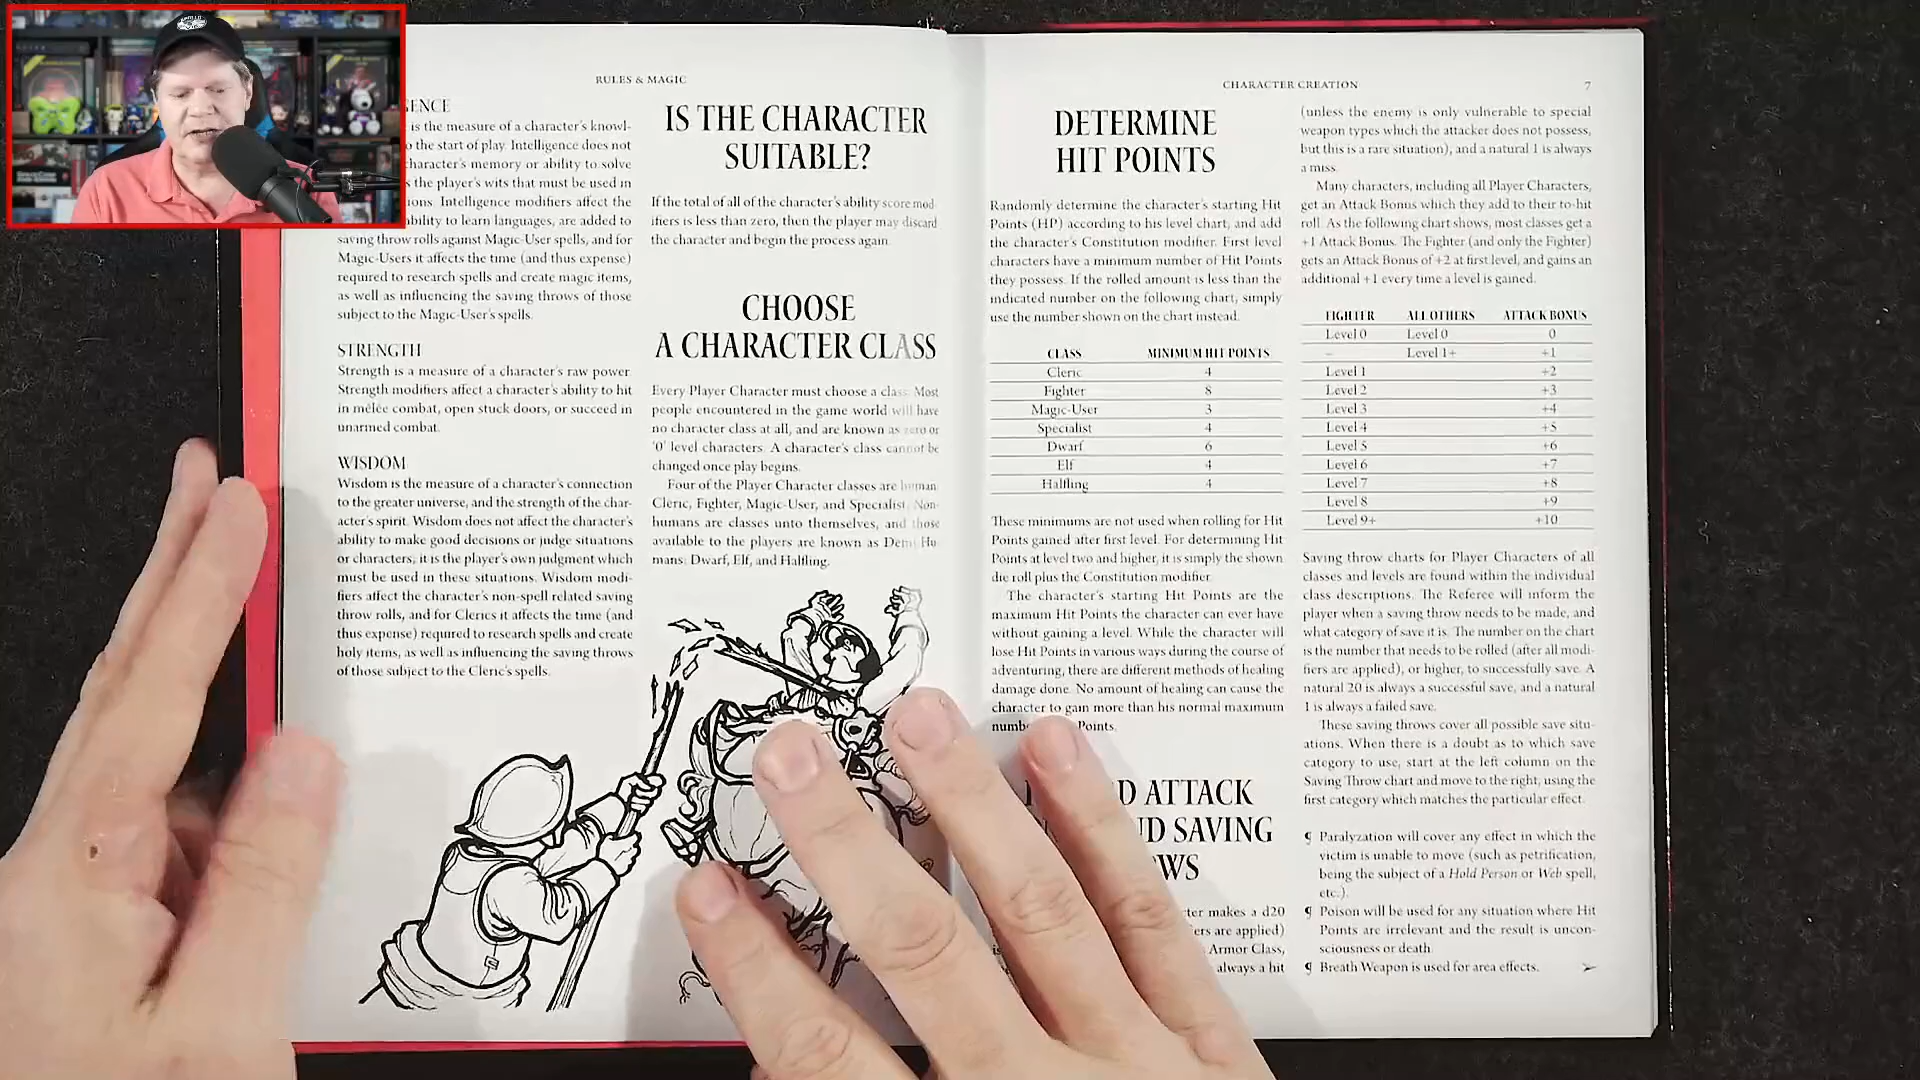 RULES & MAGIC
is the measure of a character's knowl-
the start of play. Intelligence does not
character's memory or ability to solve
the player's wits that must be used in
Intelligence modifiers affect the
ability to learn languages, are added to
saving throw rolls against Magic-User spells, and for
Magic-Users it affects the time (and thus expense)
required to research spells and create magic items,
as well as influencing the saving throws of those
subject to the Magic-User's spells.
STRENGTH
Strength is a measure of a character's raw power.
Strength modifiers affect a character's ability to hit
in mêlée combat, open stuck doors, or succeed in
unarmed combat.
WISDOM
Wisdom is the measure of a character's connection
to the greater universe, and the strength of the char-
acter's spirit. Wisdom does not affect the character's
ability to make good decisions or judge situations
or characters; it is the player's own judgment which
must be used in these situations. Wisdom modi-
fiers affect the character's non-spell related saving
throw rolls, and for Clerics it affects the time (and
thus expense) required to research spells and create
holy items, as well as influencing the saving throws
of those subject to the Cleric's spells.
IS THE CHARACTER
SUITABLE?
If the total of all of the character's ability score mod
ifiers is less than zero, then the player may discard
the character and begin the process again.
CHOOSE
A CHARACTER CLASS
Every Player Character must choose a class. Most
people encountered in the game world will have
no character class at all, and are known as zero or
'0' level characters. A character's class cannot be
changed once play begins.
Four of the Player Character classes are human:
Cleric, Fighter, Magic-User, and Specialist. Non-
humans are classes unto themselves, and those
available to the players are known as Demi-Hu
mans: Dwarf, Elf, and Halfling.
CHARACTER CREATION
7
DETERMINE
HIT POINTS
Randomly determine the character's starting Hit
Points (HP) according to his level chart, and add
the character's Constitution modifier. First level
characters have a minimum number of Hit Points
they possess. If the rolled amount is less than the
indicated number on the following chart, simply
use the number shown on the chart instead.
CLASS MINIMUM HIT POINTS
Cleric 4
Fighter 8
Magic-User 3
Specialist 4
Dwarf 6
Elf 4
Halfling 4
These minimums are not used when rolling for Hit
Points gained after first level. For determining Hit
Points at level two and higher, it is simply the shown
die roll plus the Constitution modifier.
The character's starting Hit Points are the
maximum Hit Points the character can ever have
without gaining a level. While the character will
lose Hit Points in various ways during the course of
adventuring, there are different methods of healing
damage done. No amount of healing can cause the
character to gain more than his normal maximum
Points.
ATTACK
SAVING
makes a d20
are applied)
Armor Class,
always a hit
(unless the enemy is only vulnerable to special
weapon types which the attacker does not possess,
but this is a rare situation), and a natural 1 is always
a miss.
Many characters, including all Player Characters,
get an Attack Bonus which they add to their to-hit
roll. As the following chart shows, most classes get a
+1 Attack Bonus. The Fighter (and only the Fighter)
gets an Attack Bonus of +2 at first level, and gains an
additional +1 every time a level is gained.
FIGHTER ALL OTHERS ATTACK BONUS
Level 0 Level 0 0
– Level 1+ +1
Level 1 +2
Level 2 +3
Level 3 +4
Level 4 +5
Level 5 +6
Level 6 +7
Level 7 +8
Level 8 +9
Level 9+ +10
Saving throw charts for Player Characters of all
classes and levels are found within the individual
class descriptions. The Referee will inform the
player when a saving throw needs to be made, and
what category of save it is. The number on the chart
is the number that needs to be rolled (after all modi-
fiers are applied), or higher, to successfully save. A
natural 20 is always a successful save, and a natural
1 is always a failed save.
These saving throws cover all possible save situ-
ations. When there is a doubt as to which save
category to use, start at the left column on the
Saving Throw chart and move to the right, using the
first category which matches the particular effect.
¶ Paralyzation will cover any effect in which the
victim is unable to move (such as petrification,
being the subject of a Hold Person or Web spell,
etc.).
¶ Poison will be used for any situation where Hit
Points are irrelevant and the result is uncon-
sciousness or death.
¶ Breath Weapon is used for area effects.